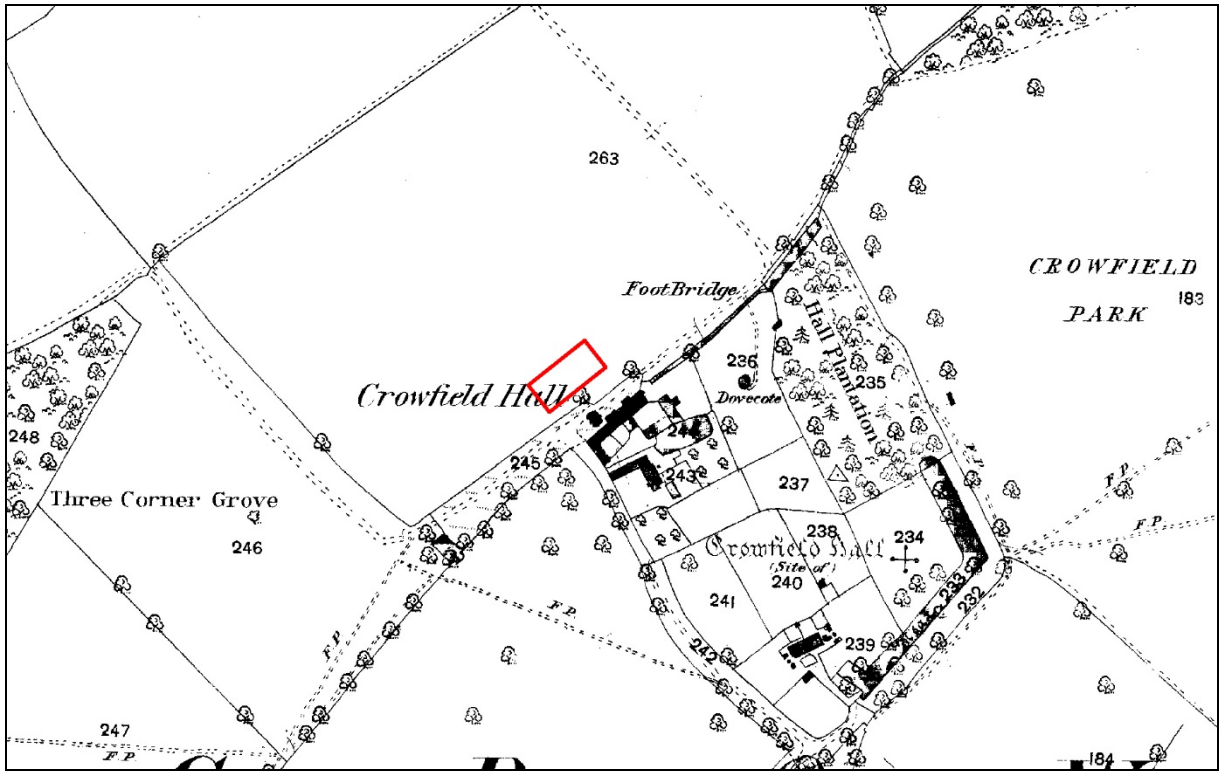 263
CROWFIELD
PARK
183
Foot Bridge
Hall Plantation
236
235
Dovecote
Crowfield Hall
244
243
245
248
Three Corner Grove
246
237
238
234
Crowfield Hall
(Site of)
240
241
239
233
232
242
247
184
F.P.
F.P.
F.P.
F.P.
F.P.
F.P.